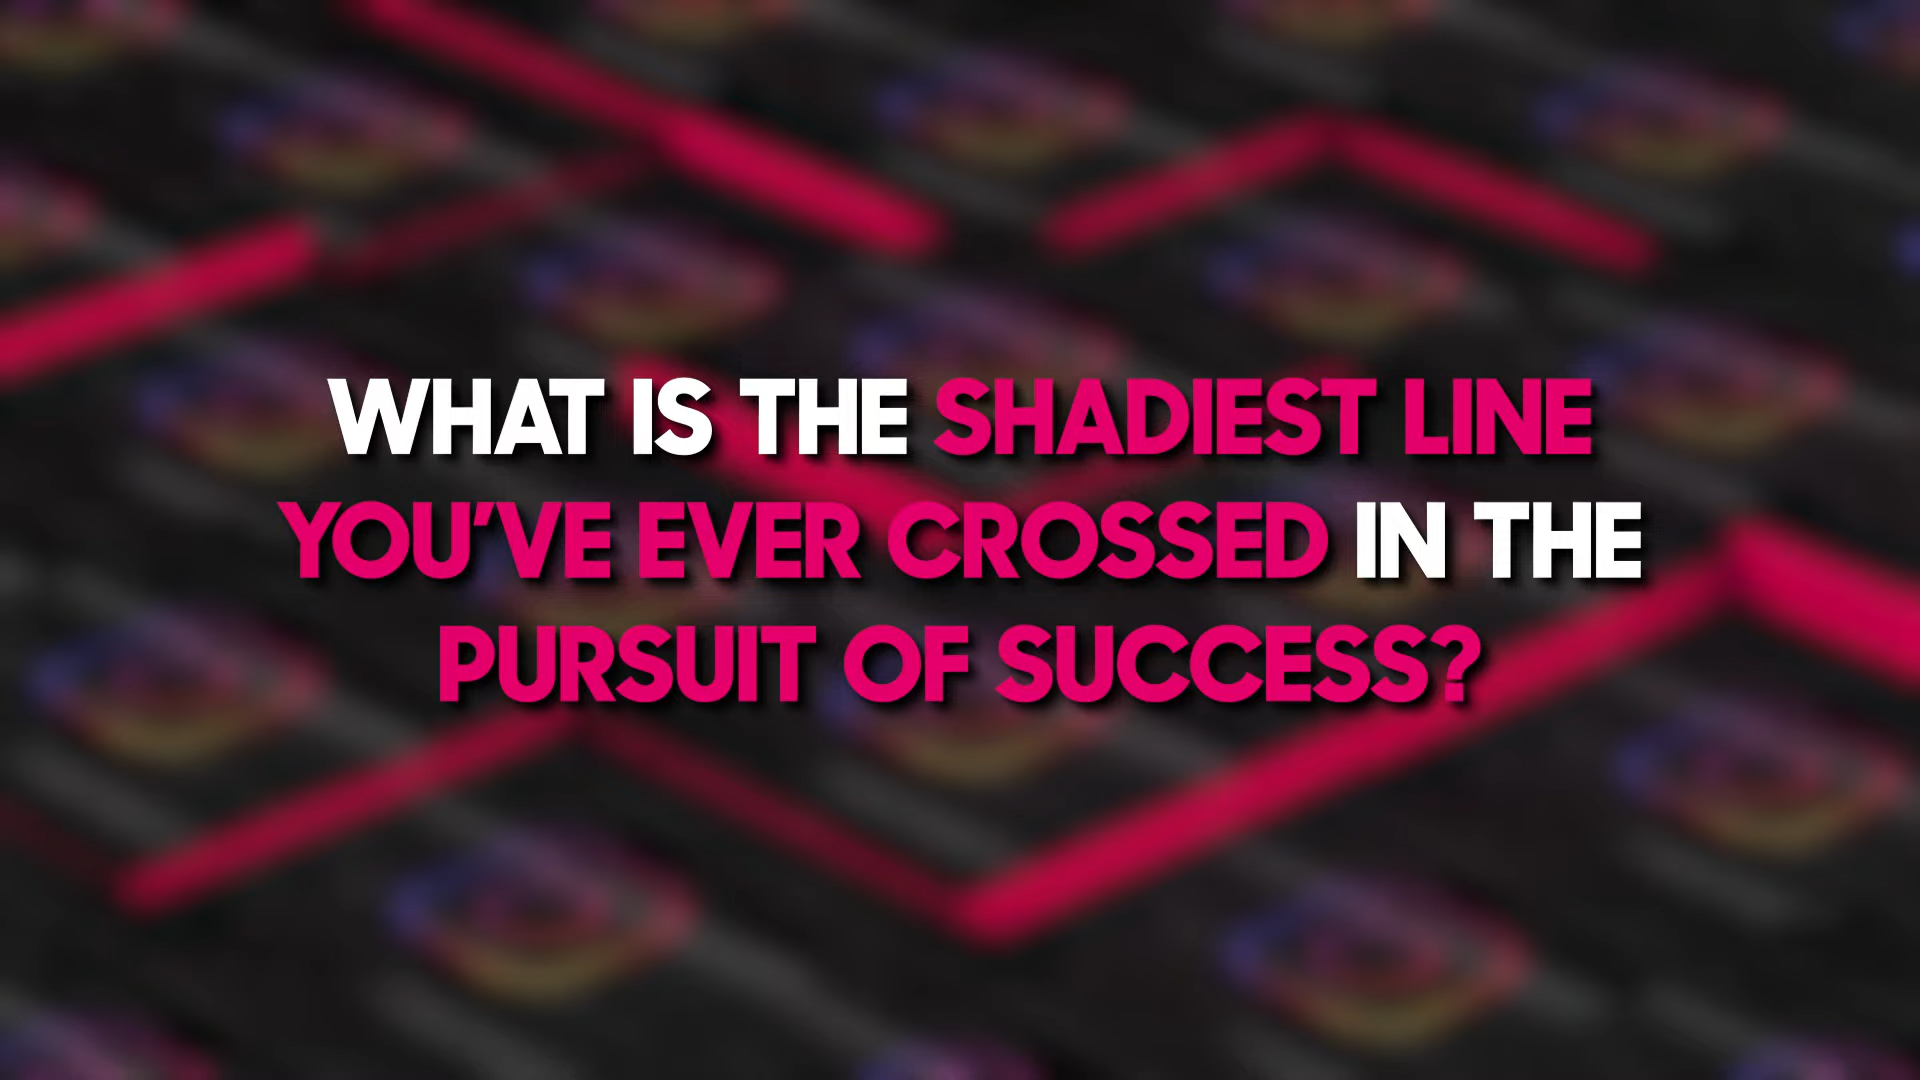 WHAT IS THE SHADIEST LINE
YOU'VE EVER CROSSED IN THE
PURSUIT OF SUCCESS?